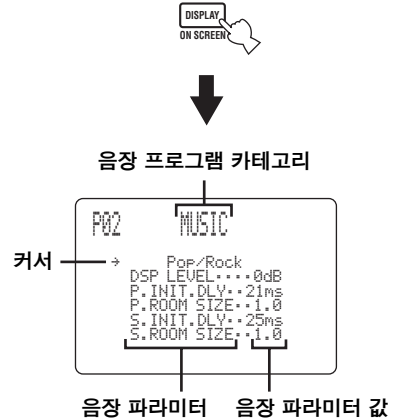 DISPLAY
ON SCREEN
음장 프로그램 카테고리
P02 MUSIC
커서
→ Pop/Rock
DSP LEVEL····0dB
P.INIT.DLY··21ms
P.ROOM SIZE··1.0
S.INIT.DLY··25ms
S.ROOM SIZE··1.0
음장 파라미터 음장 파라미터 값